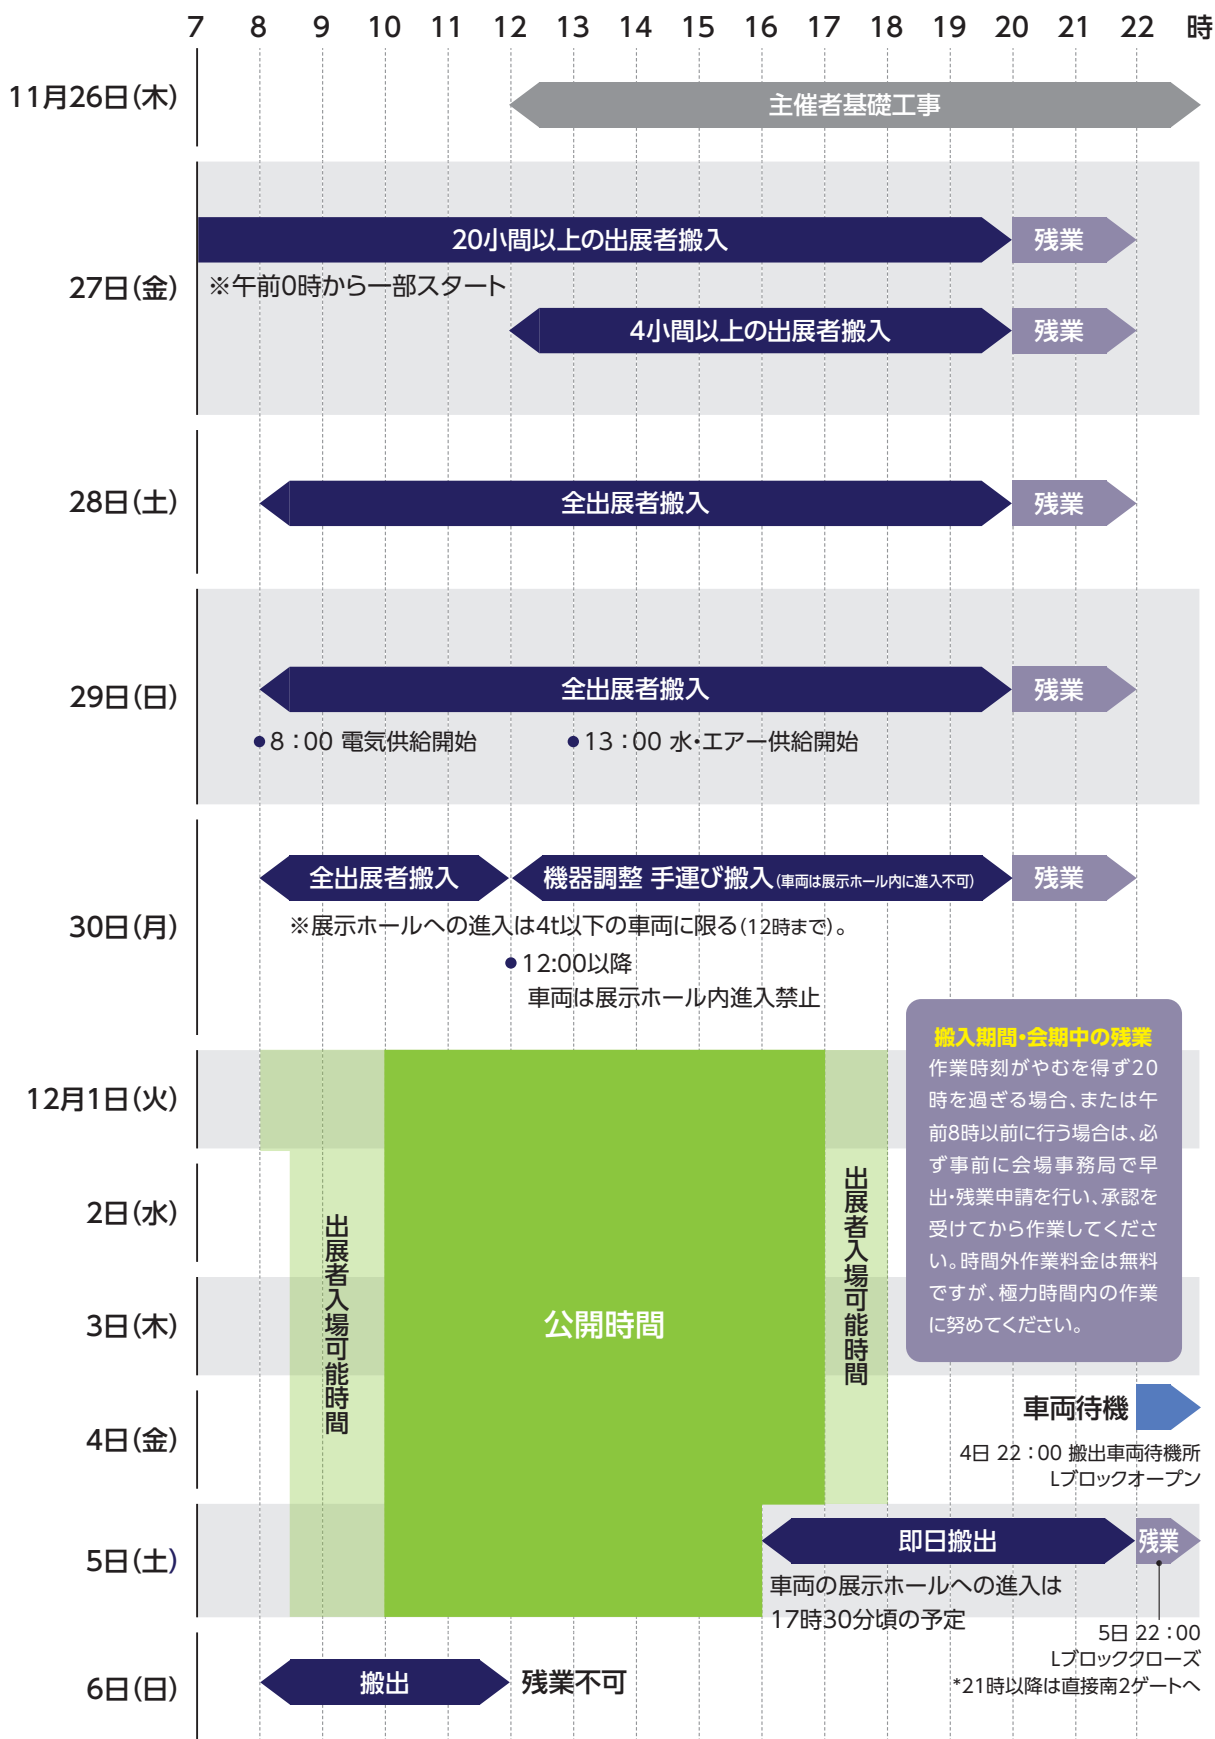 7 8 9 10 11 12 13 14 15 16 17 18 19 20 21 22 時
11月26日(木)
主催者基礎工事
27日(金)
20小間以上の出展者搬入
残業
※午前0時から一部スタート
4小間以上の出展者搬入
残業
28日(土)
全出展者搬入
残業
29日(日)
全出展者搬入
残業
●8：00 電気供給開始
●13：00 水・エアー供給開始
30日(月)
全出展者搬入
機器調整 手運び搬入(車両は展示ホール内に進入不可)
残業
※展示ホールへの進入は4t以下の車両に限る(12時まで)。
●12:00以降
車両は展示ホール内進入禁止
搬入期間・会期中の残業
作業時刻がやむを得ず20
時を過ぎる場合、または午
前8時以前に行う場合は、必
ず事前に会場事務局で早
出・残業申請を行い、承認を
受けてから作業してくださ
い。時間外作業料金は無料
ですが、極力時間内の作業
に努めてください。
12月1日(火)
2日(水)
3日(木)
4日(金)
5日(土)
出展者入場可能時間
公開時間
出展者入場可能時間
車両待機
4日 22：00 搬出車両待機所
Lブロックオープン
即日搬出
残業
車両の展示ホールへの進入は
17時30分頃の予定
5日 22：00
Lブロッククローズ
*21時以降は直接南2ゲートへ
6日(日)
搬出
残業不可